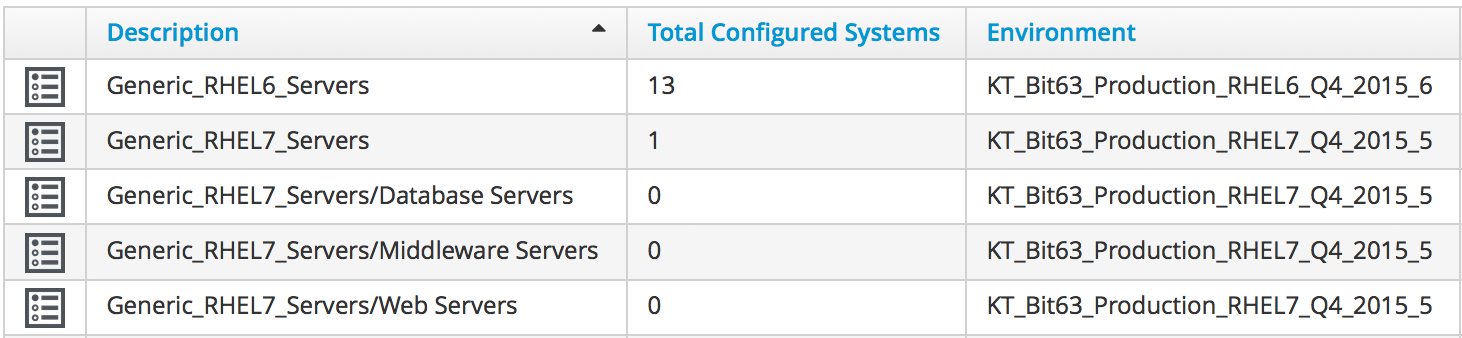 Description Total Configured Systems Environment
Generic_RHEL6_Servers 13 KT_Bit63_Production_RHEL6_Q4_2015_6
Generic_RHEL7_Servers 1 KT_Bit63_Production_RHEL7_Q4_2015_5
Generic_RHEL7_Servers/Database Servers 0 KT_Bit63_Production_RHEL7_Q4_2015_5
Generic_RHEL7_Servers/Middleware Servers 0 KT_Bit63_Production_RHEL7_Q4_2015_5
Generic_RHEL7_Servers/Web Servers 0 KT_Bit63_Production_RHEL7_Q4_2015_5